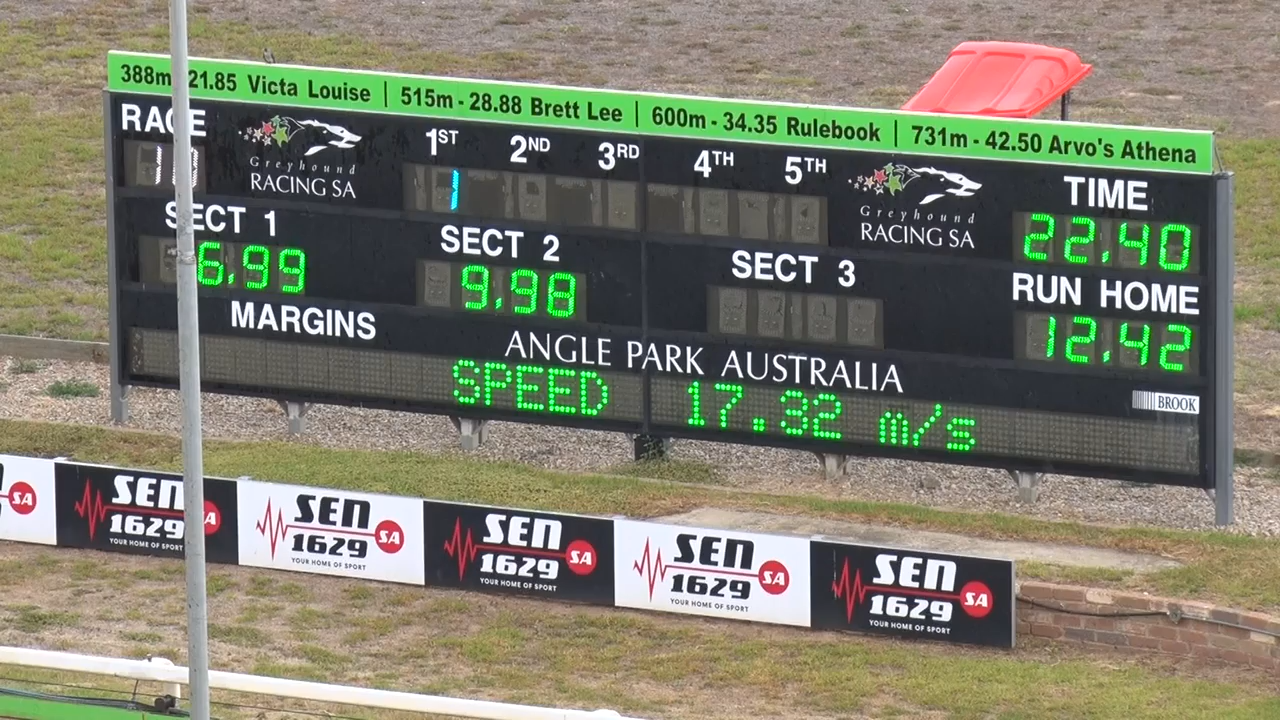 388m - 21.85 Victa Louise | 515m - 28.88 Brett Lee | 600m - 34.35 Rulebook | 731m - 42.50 Arvo's Athena
RACE
1ST 2ND 3RD 4TH 5TH
TIME
Greyhound
RACING SA
1
Greyhound
RACING SA
22.40
SECT 1
SECT 2
SECT 3
RUN HOME
6.99
9.98
12.42
MARGINS
ANGLE PARK AUSTRALIA
SPEED 17.32 m/s
BROOK
SA
SEN
1629
SA
YOUR HOME OF SPORT
SEN
1629
SA
YOUR HOME OF SPORT
SEN
1629
SA
YOUR HOME OF SPORT
SEN
1629
SA
YOUR HOME OF SPORT
SEN
1629
SA
YOUR HOME OF SPORT